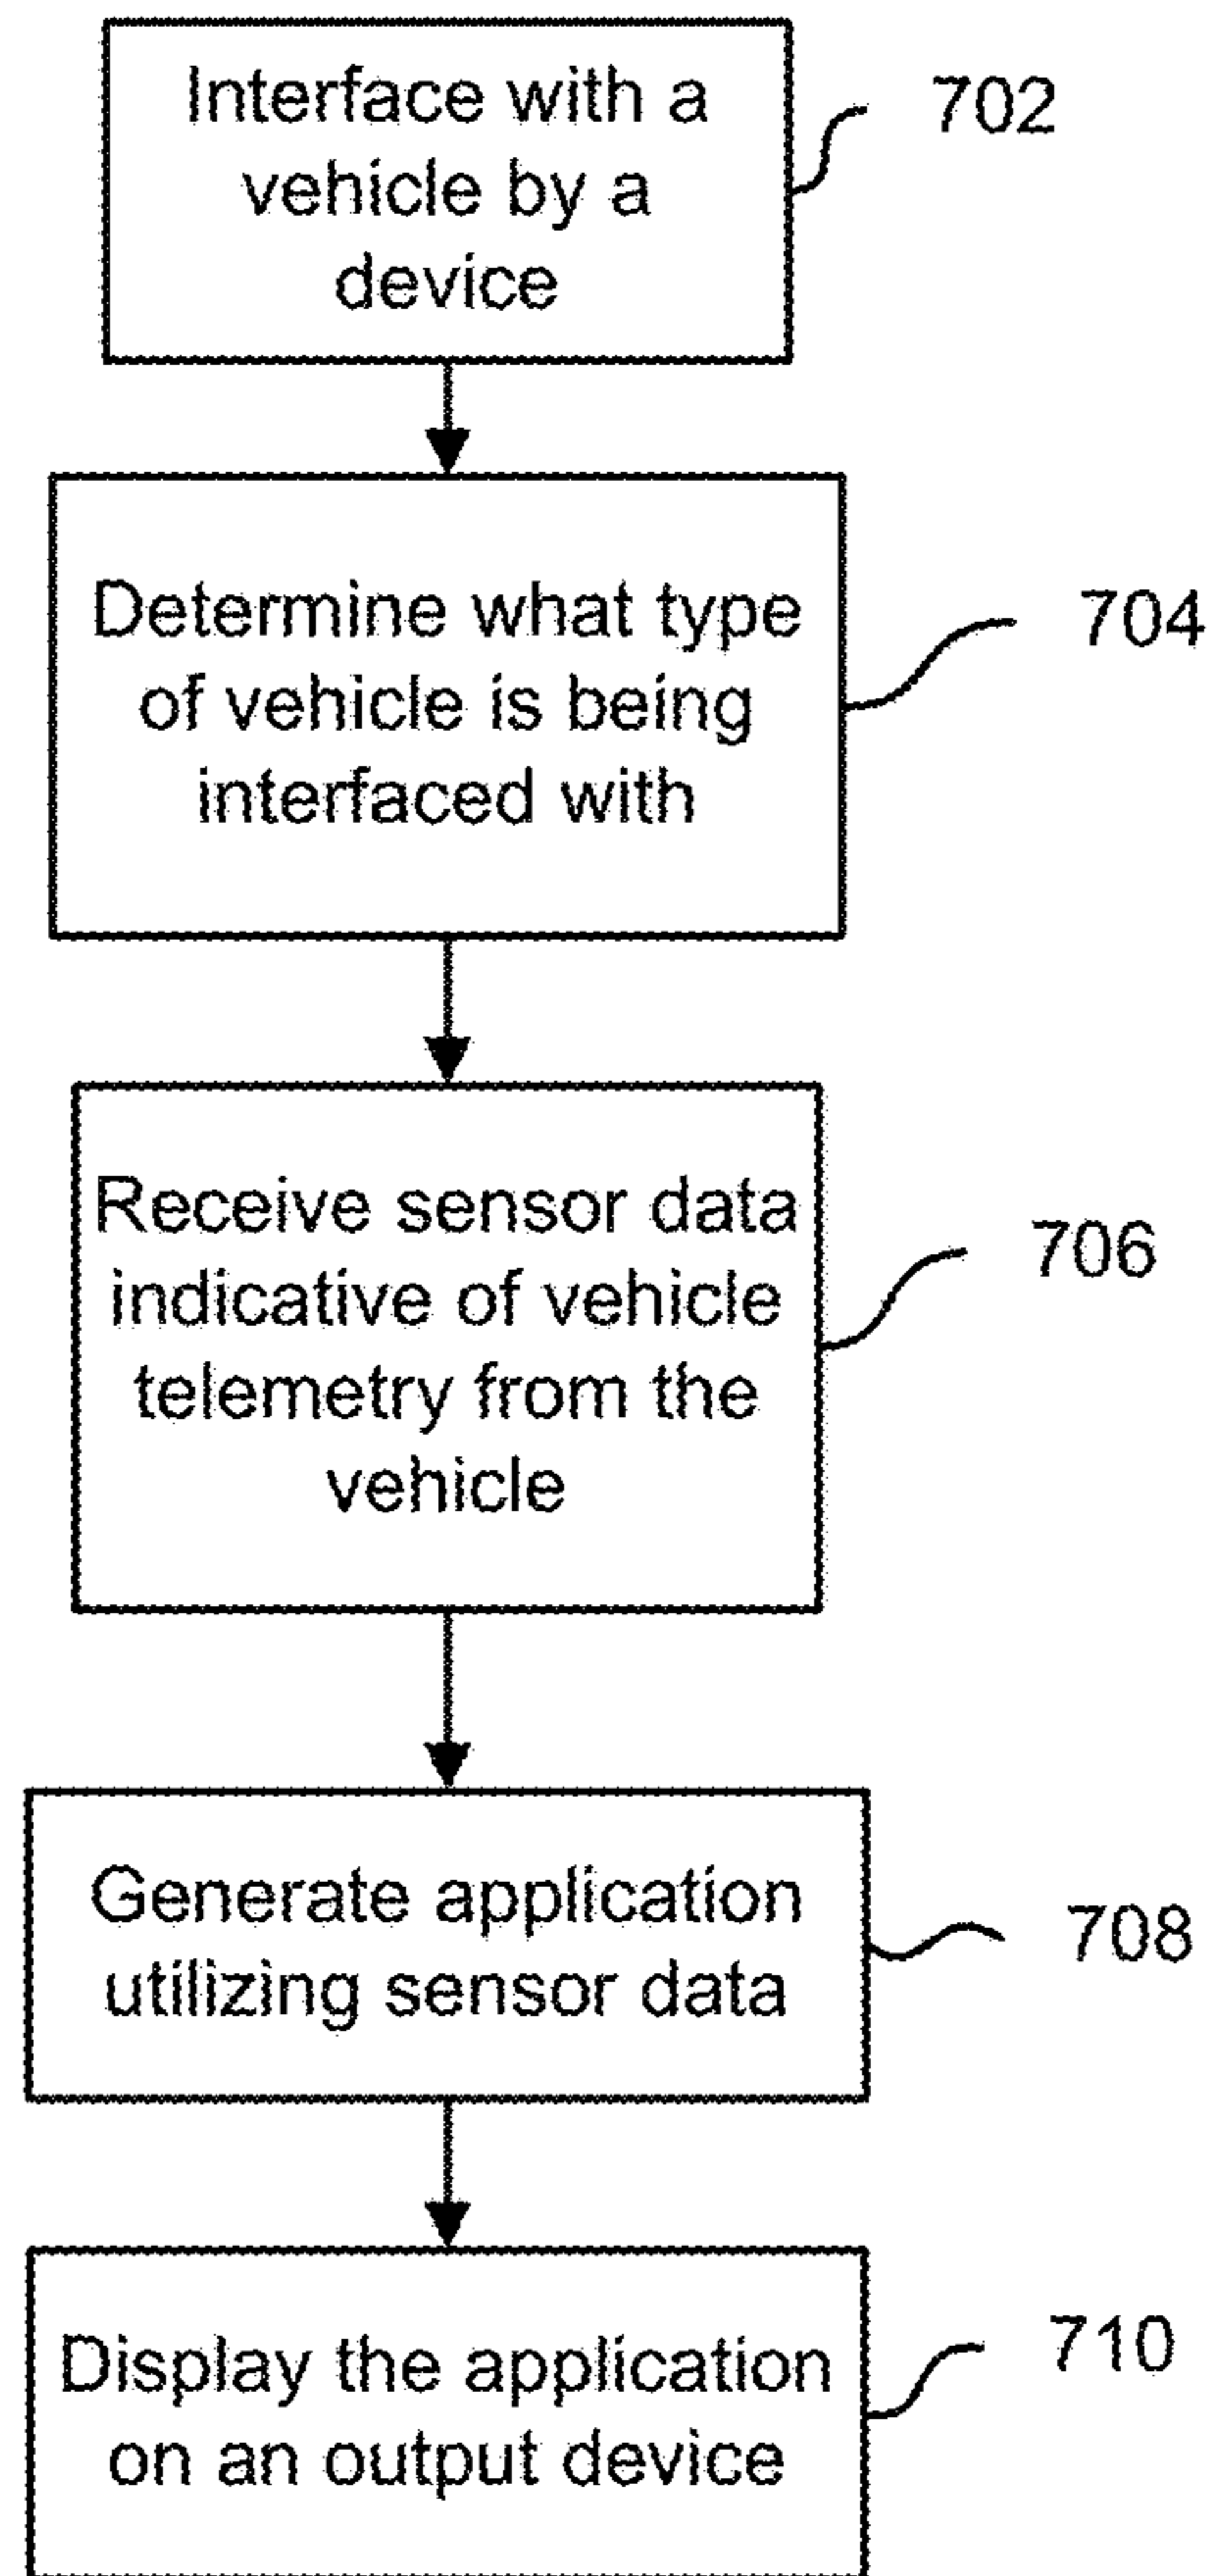 Interface with a
vehicle by a
device
702
Determine what type
of vehicle is being
interfaced with
704
Receive sensor data
indicative of vehicle
telemetry from the
vehicle
706
Generate application
utilizing sensor data
708
Display the application
on an output device
710